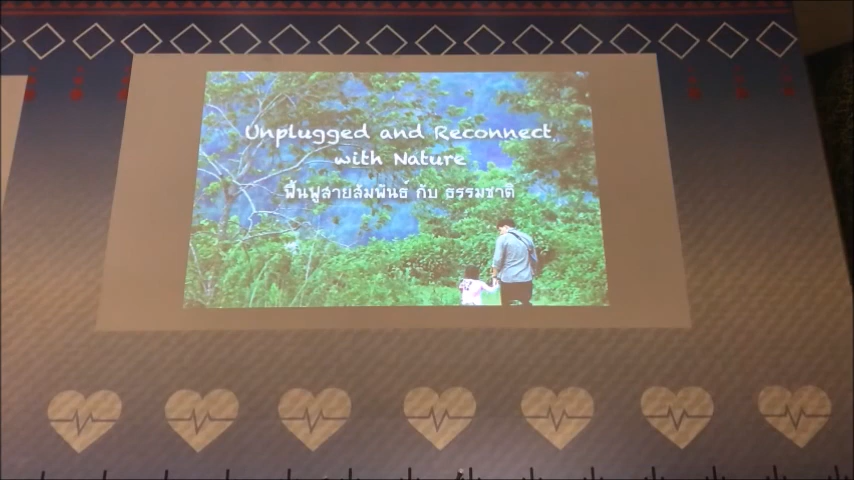 Unplugged and Reconnect
with Nature
ฟื้นฟูสายสัมพันธ์ กับ ธรรมชาติ